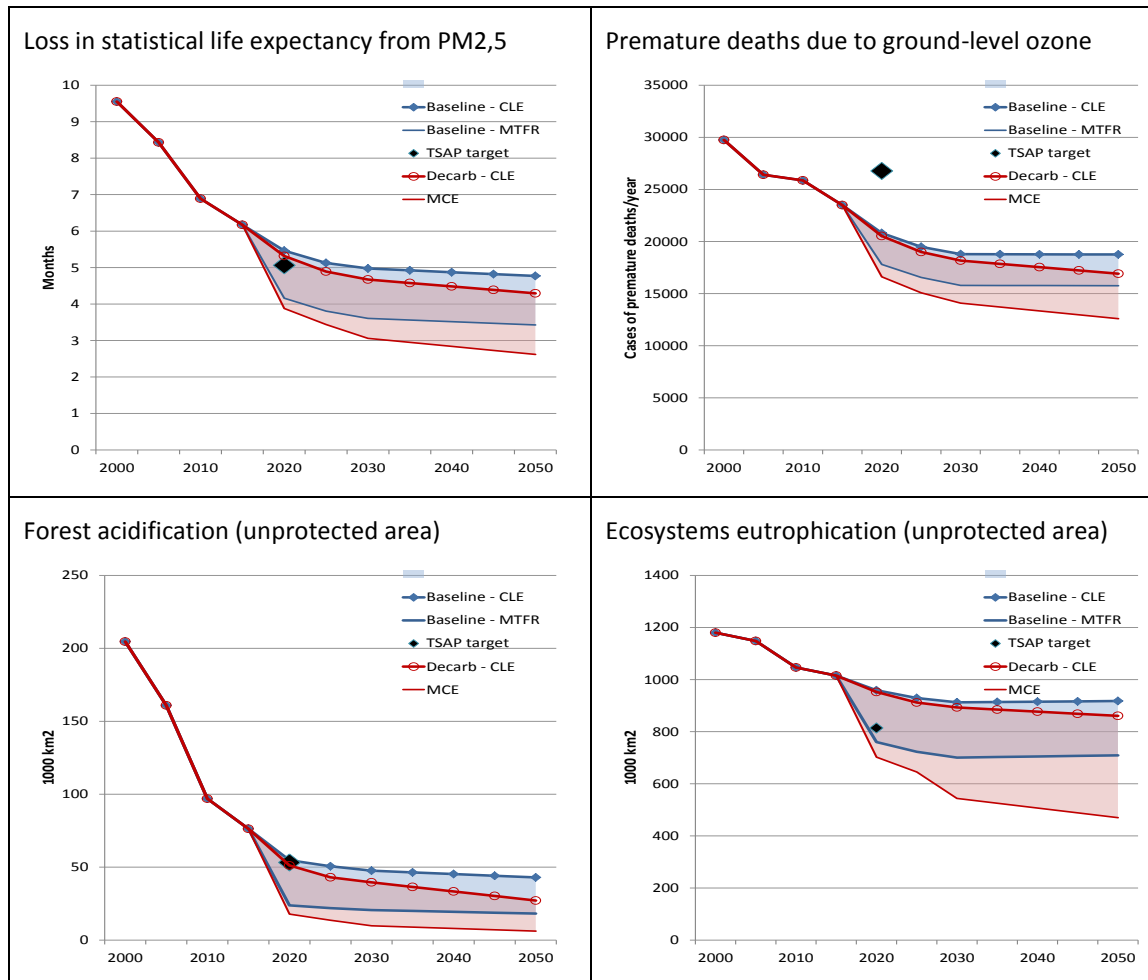 Loss in statistical life expectancy from PM2,5
10
9
8
7
6
5
4
3
2
1
0
Months
2000 2010 2020 2030 2040 2050
Baseline - CLE
Baseline - MTFR
TSAP target
Decarb - CLE
MCE
Premature deaths due to ground-level ozone
35000
30000
25000
20000
15000
10000
5000
0
Cases of premature deaths/year
2000 2010 2020 2030 2040 2050
Baseline - CLE
Baseline - MTFR
TSAP target
Decarb - CLE
MCE
Forest acidification (unprotected area)
250
200
150
100
50
0
1000 km2
2000 2010 2020 2030 2040 2050
Baseline - CLE
Baseline - MTFR
TSAP target
Decarb - CLE
MCE
Ecosystems eutrophication (unprotected area)
1400
1200
1000
800
600
400
200
0
1000 km2
2000 2010 2020 2030 2040 2050
Baseline - CLE
Baseline - MTFR
TSAP target
Decarb - CLE
MCE